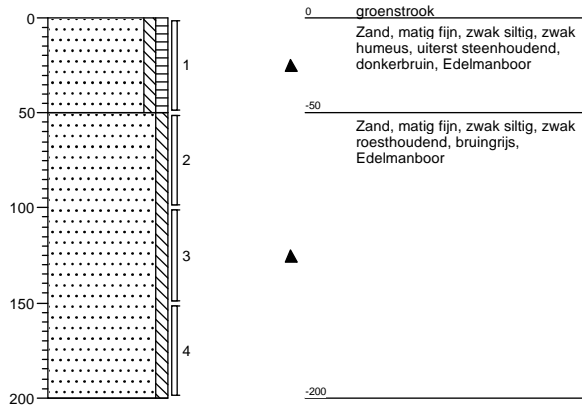 0
50
100
150
200
1
2
3
4
0
groenstrook
Zand, matig fijn, zwak siltig, zwak
humeus, uiterst steenhoudend,
donkerbruin, Edelmanboor
-50
Zand, matig fijn, zwak siltig, zwak
roesthoudend, bruingrijs,
Edelmanboor
-200